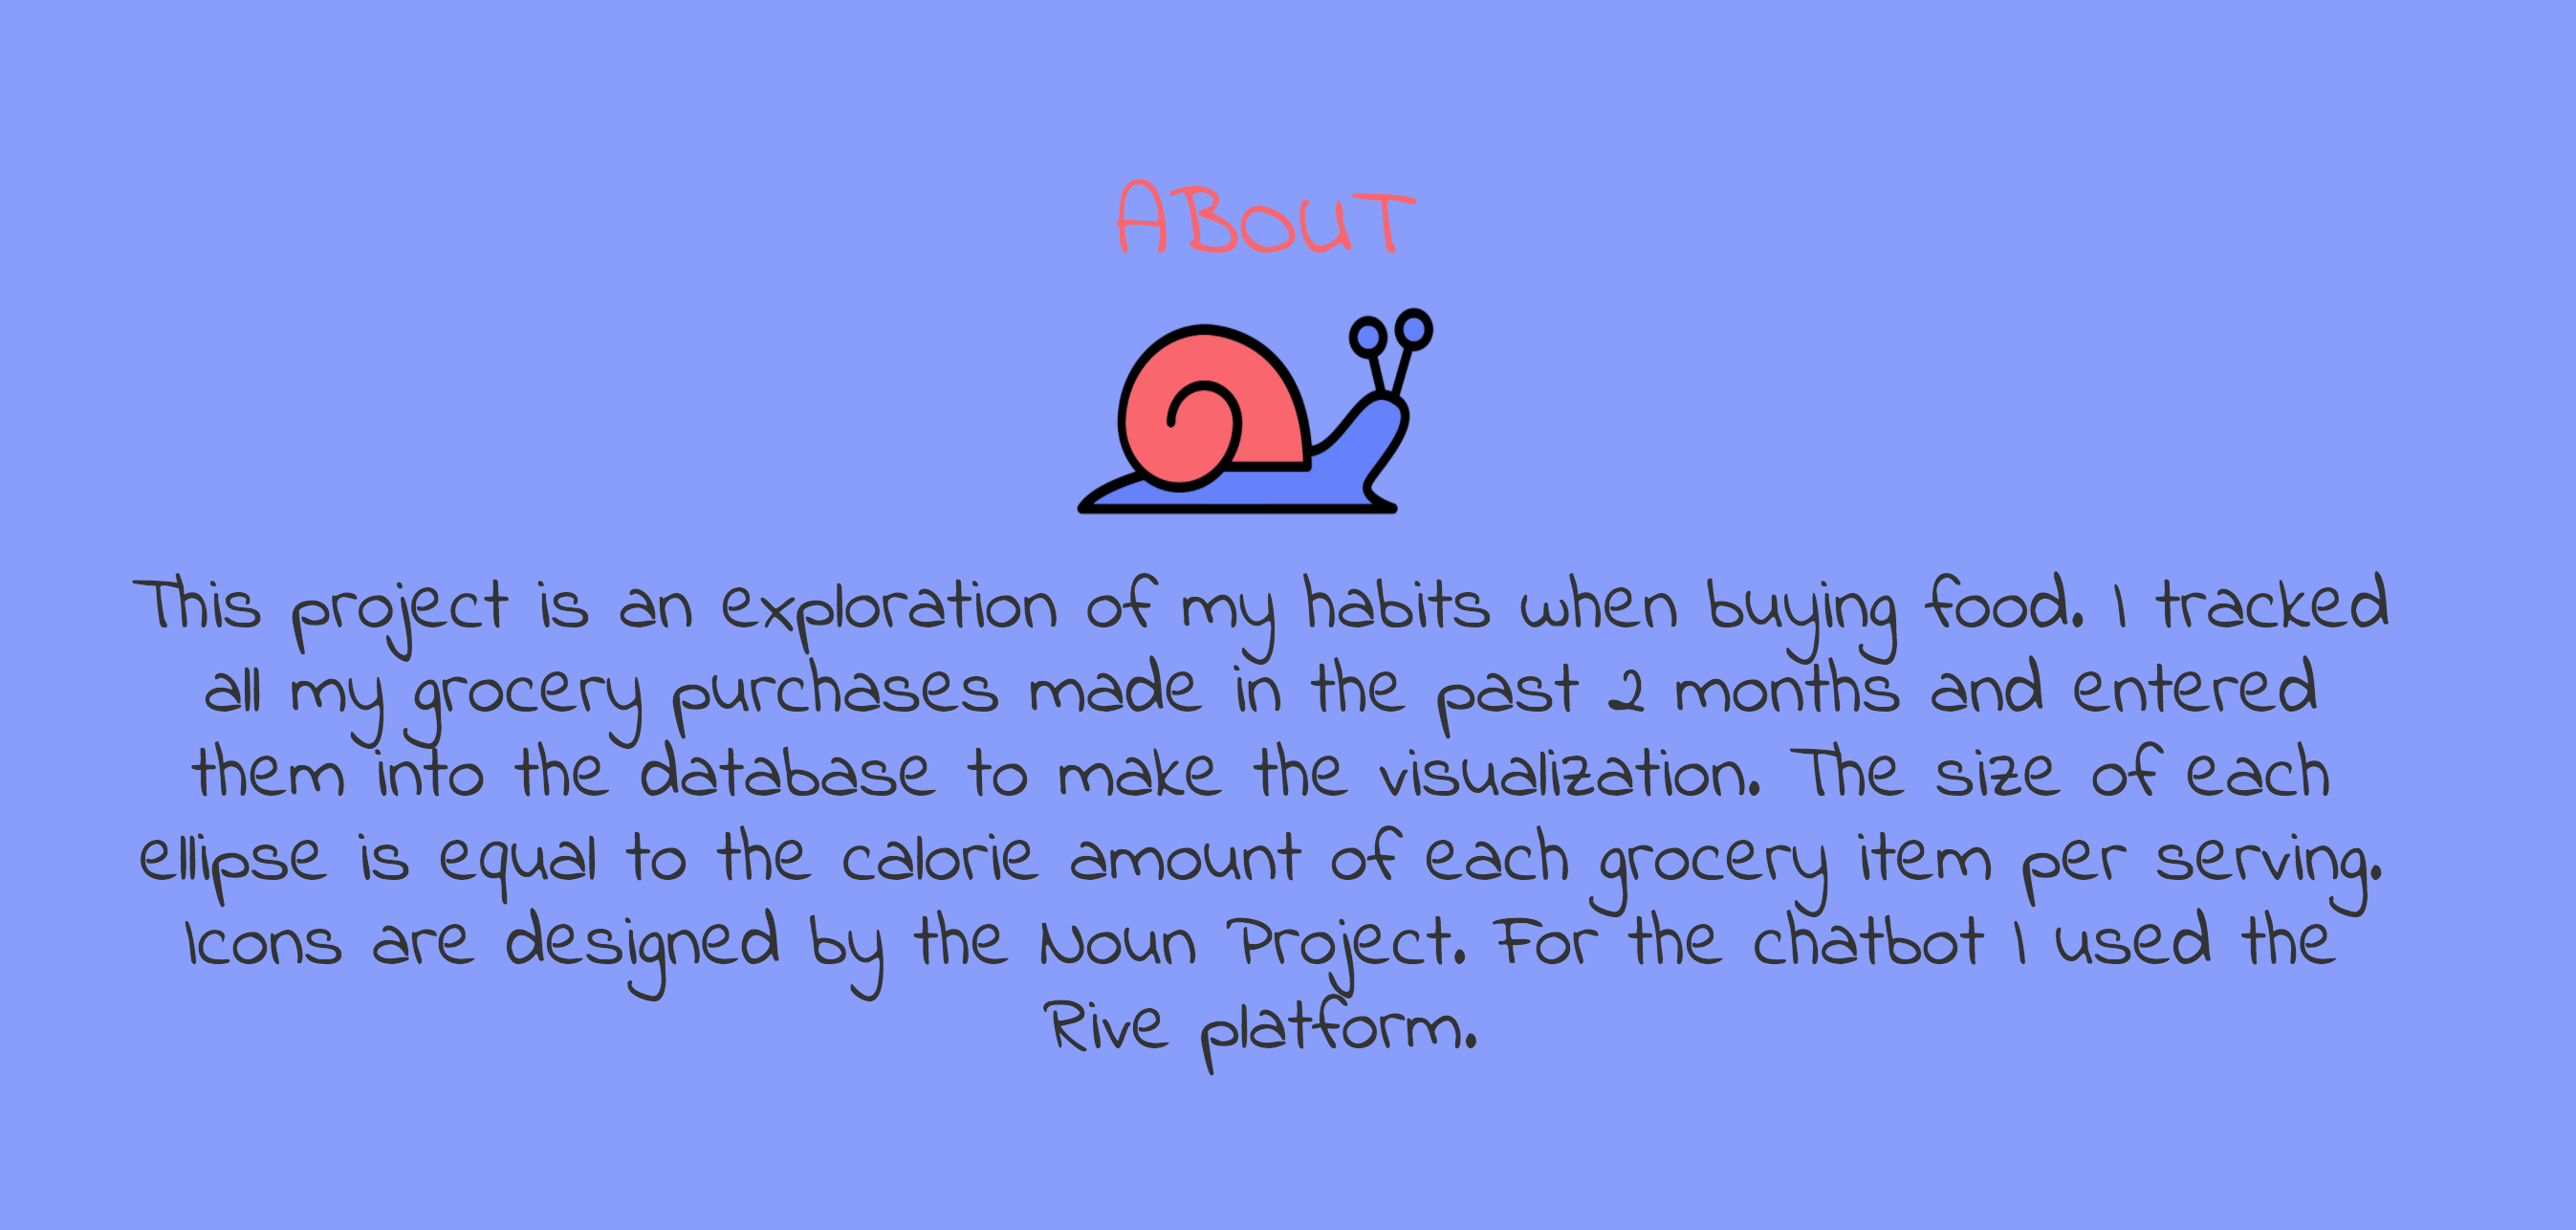 ABOUT
This project is an exploration of my habits when buying food. I tracked
all my grocery purchases made in the past 2 months and entered
them into the database to make the visualization. The size of each
ellipse is equal to the calorie amount of each grocery item per serving.
Icons are designed by the Noun Project. For the chatbot I used the
Rive platform.